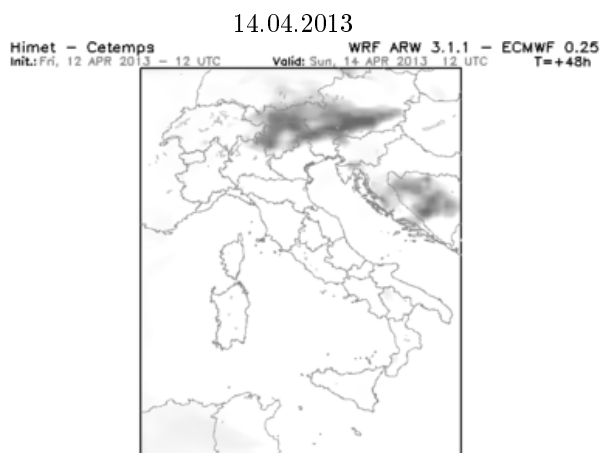 14.04.2013
Himet – Cetemps WRF ARW 3.1.1 – ECMWF 0.25
Init.: Fri, 12 APR 2013 – 12 UTC Valid: Sun, 14 APR 2013 12 UTC T=+48h